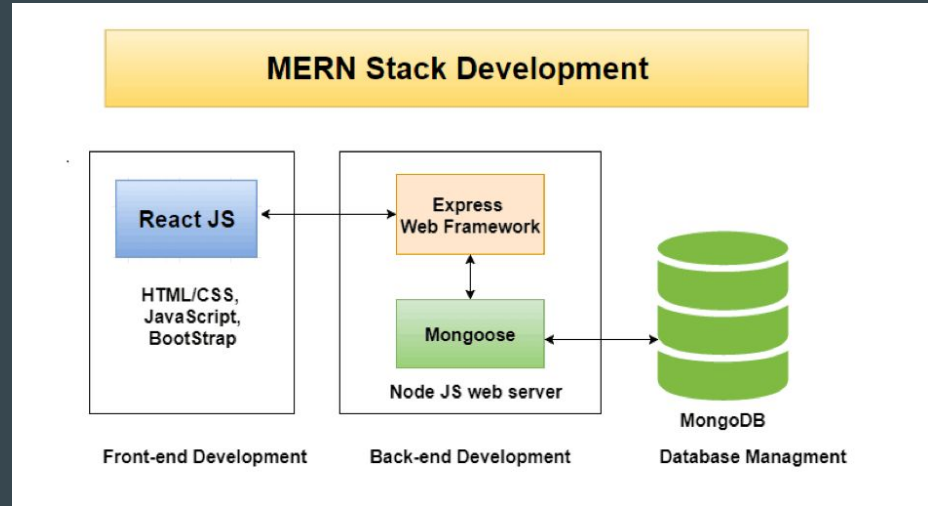 MERN Stack Development
React JS
HTML/CSS,
JavaScript,
BootStrap
Front-end Development
Express
Web Framework
Mongoose
Node JS web server
Back-end Development
MongoDB
Database Managment